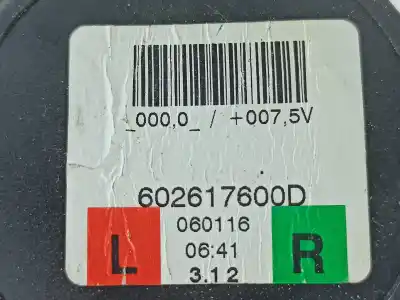 _000,0_ / +007,5V
602617600D
060116
L 06:41 R
3.12